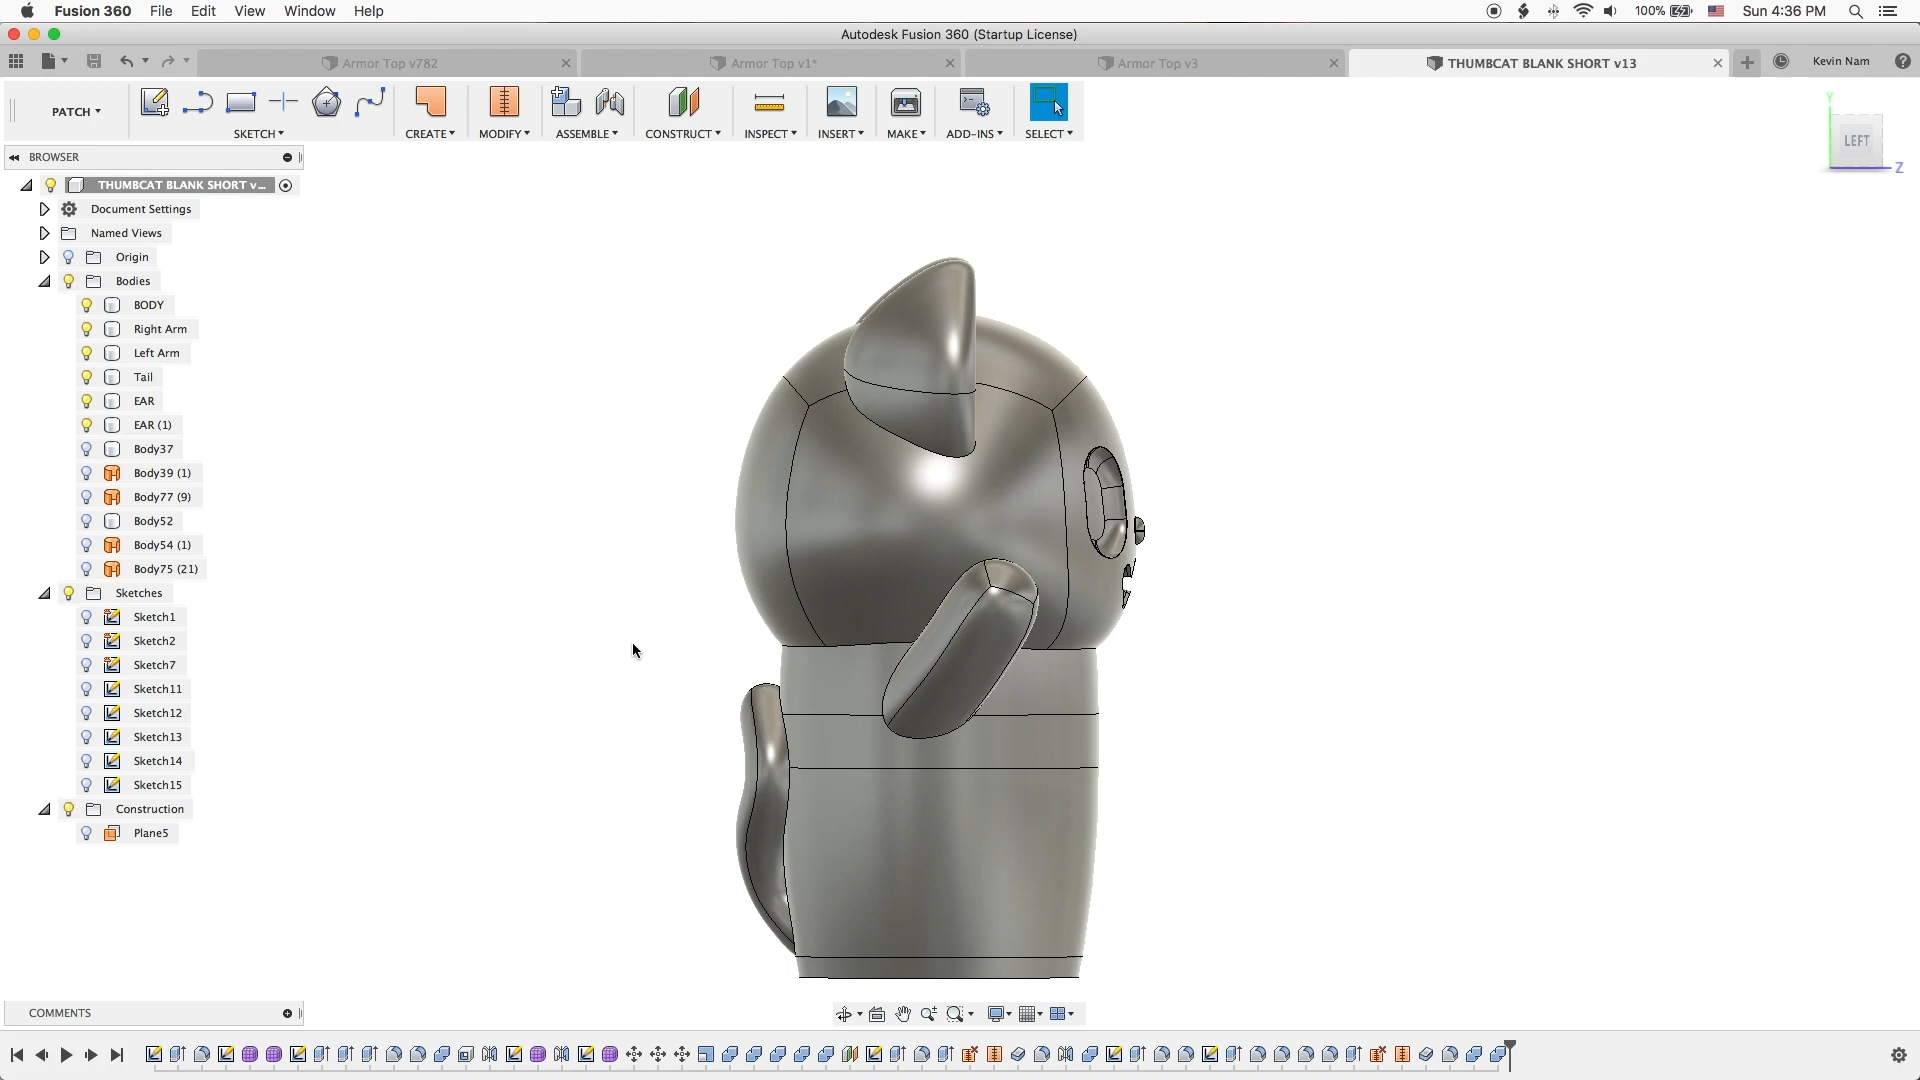 Fusion 360 File Edit View Window Help 100% Sun 4:36 PM
Autodesk Fusion 360 (Startup License)
Armor Top v782 Armor Top v1* Armor Top v3 THUMBCAT BLANK SHORT v13 Kevin Nam
PATCH
SKETCH CREATE MODIFY ASSEMBLE CONSTRUCT INSPECT INSERT MAKE ADD-INS SELECT
Y
LEFT
Z
BROWSER
THUMBCAT BLANK SHORT v...
Document Settings
Named Views
Origin
Bodies
BODY
Right Arm
Left Arm
Tail
EAR
EAR (1)
Body37
Body39 (1)
Body77 (9)
Body52
Body54 (1)
Body75 (21)
Sketches
Sketch1
Sketch2
Sketch7
Sketch11
Sketch12
Sketch13
Sketch14
Sketch15
Construction
Plane5
COMMENTS